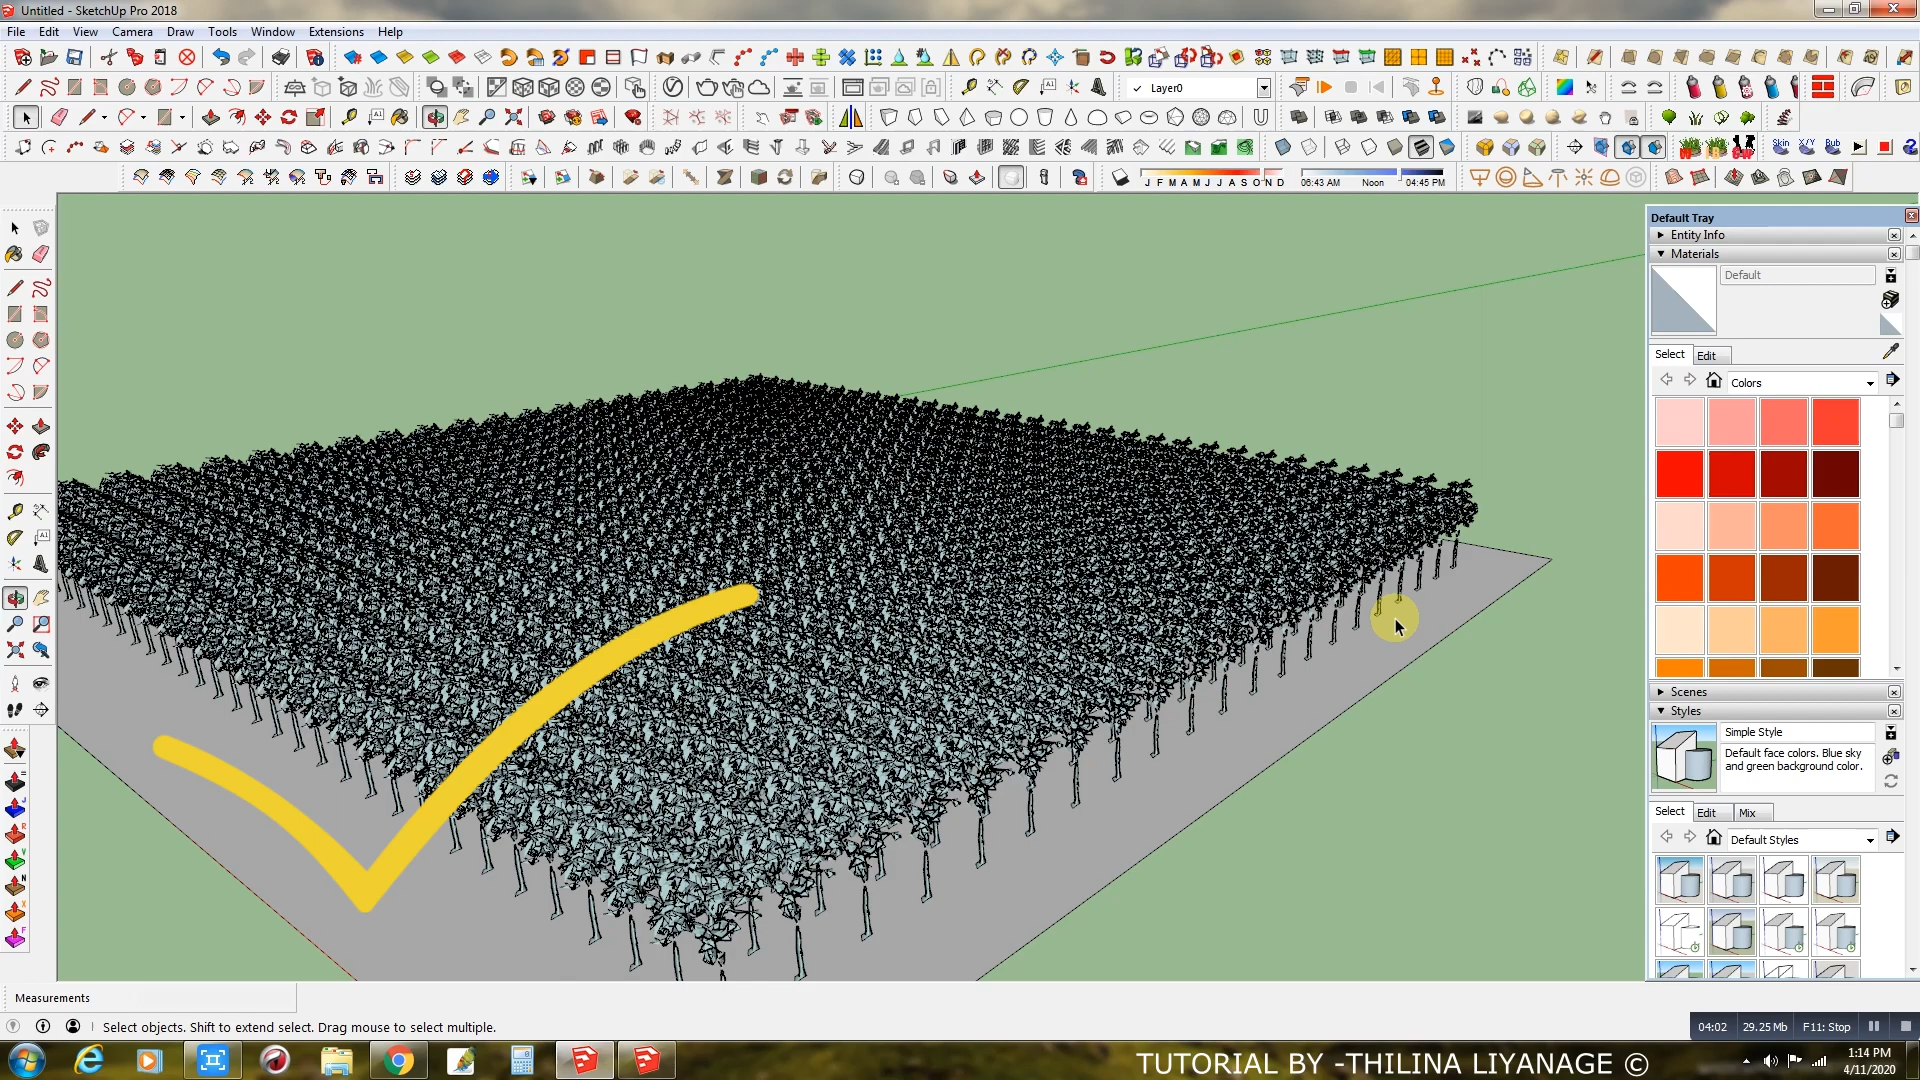 Untitled - SketchUp Pro 2018
File Edit View Camera Draw Tools Window Extensions Help
Layer0
Skin X/Y Bub
J F M A M J J A S O N D 06:43 AM Noon 04:45 PM
Default Tray
Entity Info
Materials
Default
Select Edit
Colors
Scenes
Styles
Simple Style
Default face colors. Blue sky
and green background color.
Select Edit Mix
Default Styles
Measurements
Select objects. Shift to extend select. Drag mouse to select multiple.
04:02 29.25 Mb F11: Stop
TUTORIAL BY -THILINA LIYANAGE ©
1:14 PM
4/11/2020